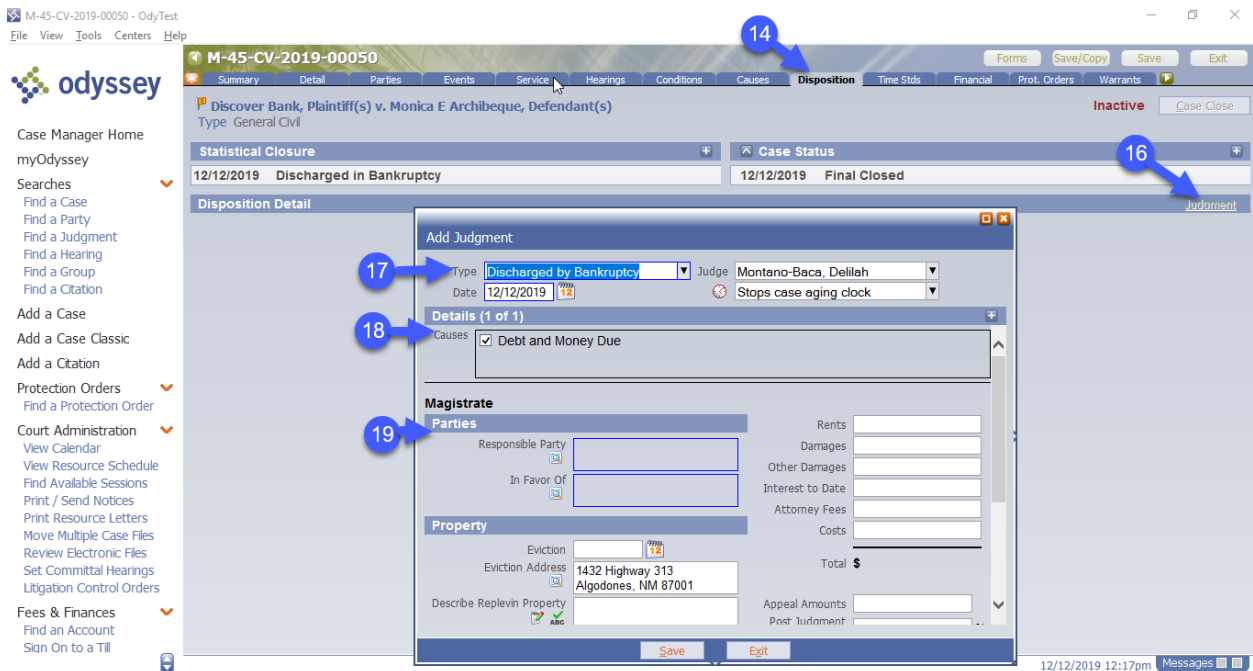 M-45-CV-2019-00050 - OdyTest
File View Tools Centers Help
14
M-45-CV-2019-00050
Forms Save/Copy Save Exit
odyssey
Summary Detail Parties Events Service Hearings Conditions Causes Disposition Time Stds Financial Prot. Orders Warrants
Discover Bank, Plaintiff(s) v. Monica E Archibeque, Defendant(s)
Inactive Case Close
Type General Civil
Case Manager Home
myOdyssey
Searches
Find a Case
Find a Party
Find a Judgment
Find a Hearing
Find a Group
Find a Citation
Add a Case
Add a Case Classic
Add a Citation
Protection Orders
Find a Protection Order
Court Administration
View Calendar
View Resource Schedule
Find Available Sessions
Print / Send Notices
Print Resource Letters
Move Multiple Case Files
Review Electronic Files
Set Committal Hearings
Litigation Control Orders
Fees & Finances
Find an Account
Sign On to a Till
Statistical Closure
12/12/2019 Discharged in Bankruptcy
Case Status
12/12/2019 Final Closed
16
Disposition Detail
Judgment
Add Judgment
17
Type Discharged by Bankruptcy Judge Montano-Baca, Delilah
Date 12/12/2019 12 Stops case aging clock
Details (1 of 1)
18
Causes Debt and Money Due
Magistrate
19
Parties
Responsible Party
In Favor Of
Property
Eviction 12
Eviction Address 1432 Highway 313
Algodones, NM 87001
Describe Replevin Property
ABC
Rents
Damages
Other Damages
Interest to Date
Attorney Fees
Costs
Total $
Appeal Amounts
Post Judgment
Save Exit
12/12/2019 12:17pm Messages